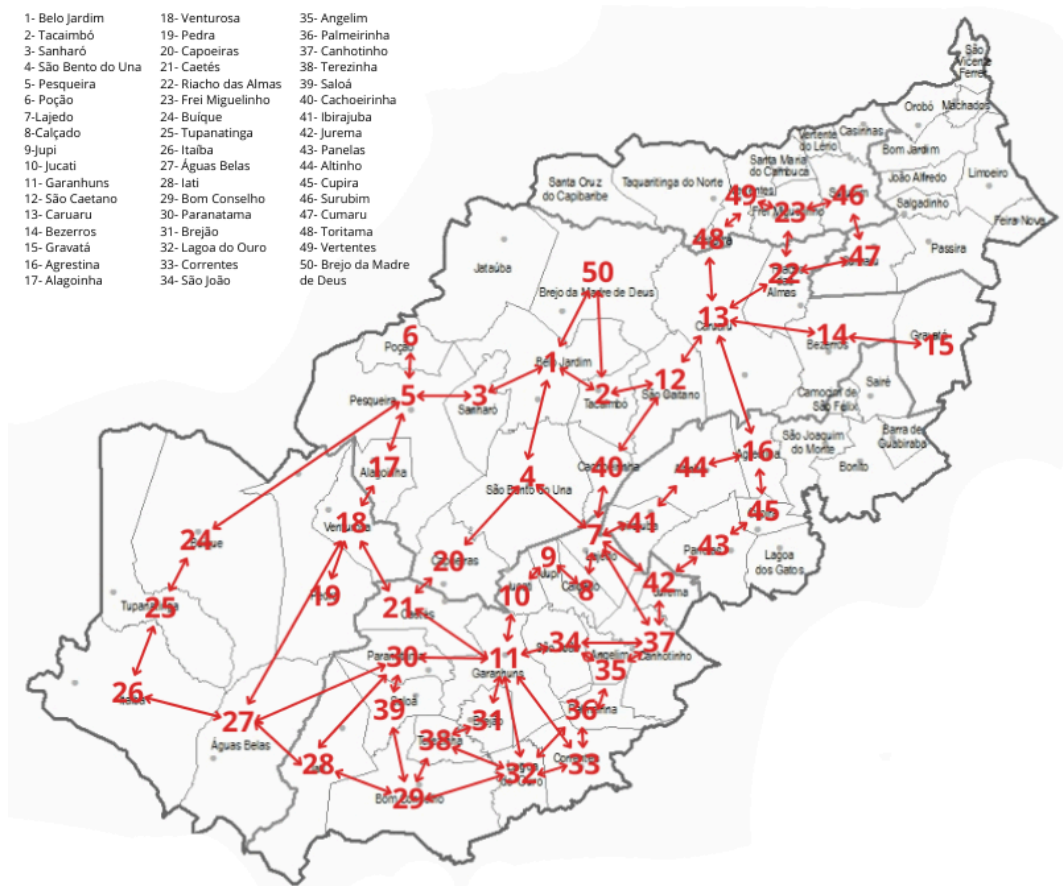 1- Belo Jardim
2- Tacaimbó
3- Sanharó
4- São Bento do Una
5- Pesqueira
6- Poção
7-Lajedo
8-Calçado
9-Jupi
10- Jucati
11- Garanhuns
12- São Caetano
13- Caruaru
14- Bezerros
15- Gravatá
16- Agrestina
17- Alagoinha
18- Venturosa
19- Pedra
20- Capoeiras
21- Caetés
22- Riacho das Almas
23- Frei Miguelinho
24- Buíque
25- Tupanatinga
26- Itaíba
27- Águas Belas
28- Iati
29- Bom Conselho
30- Paranatama
31- Brejão
32- Lagoa do Ouro
33- Correntes
34- São João
35- Angelim
36- Palmeirinha
37- Canhotinho
38- Terezinha
39- Saloá
40- Cachoeirinha
41- Ibirajuba
42- Jurema
43- Panelas
44- Altinho
45- Cupira
46- Surubim
47- Cumaru
48- Toritama
49- Vertentes
50- Brejo da Madre
de Deus
São
Vicente
Ferrer
Orobó
Machados
Casinhas
Vertente
do Lério
Bom Jardim
Santa Maria
do Cambucá
Limoeiro
João Alfredo
Santa Cruz
do Capibaribe
Taquaritinga do Norte
49
46
Salgadinho
23
Feira Nova
48
Passira
47
Jataúba
50
22
Almas
Brejo da Madre de Deus
13
Caruaru
14
Bezerros
15
6
Poção
1
Belo Jardim
12
Sairé
Pesqueira
5
3
Sanharó
2
Tacaimbó
São Caitano
Camocim de
São Félix
São Joaquim
do Monte
Barra de
Guabiraba
16
17
Alagoinha
4
São Bento do Una
40
44
Bonito
18
Venturosa
7
41
45
24
43
Lagoa
dos Gatos
20
9
Jupi
8
42
25
Tupanatinga
19
21
10
34
37
Canhotinho
30
11
Garanhuns
35
Angelim
26
39
36
27
Águas Belas
31
38
28
32
33
29